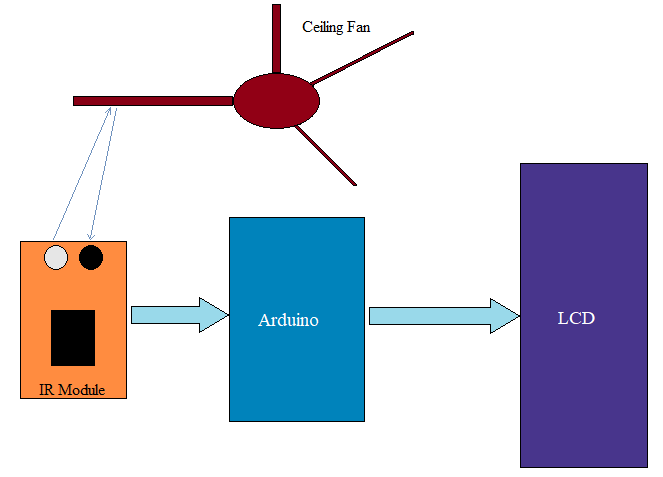 Ceiling Fan
Arduino
LCD
IR Module